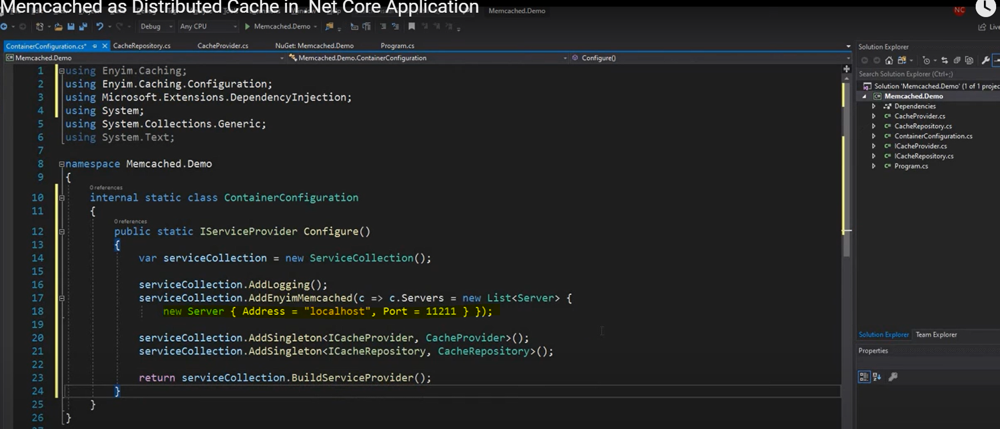 Memcached as Distributed Cache in .Net Core Application
Memcached.Demo
NC
Debug
Any CPU
Memcached.Demo
Live
ContainerConfiguration.cs*
CacheRepository.cs
CacheProvider.cs
NuGet: Memcached.Demo
Program.cs
Memcached.Demo
Memcached.Demo.ContainerConfiguration
Configure()
1 using Enyim.Caching;
2 using Enyim.Caching.Configuration;
3 using Microsoft.Extensions.DependencyInjection;
4 using System;
5 using System.Collections.Generic;
6 using System.Text;
7
8 namespace Memcached.Demo
9 {
0 references
10 internal static class ContainerConfiguration
11 {
0 references
12 public static IServiceProvider Configure()
13 {
14 var serviceCollection = new ServiceCollection();
15
16 serviceCollection.AddLogging();
17 serviceCollection.AddEnyimMemcached(c => c.Servers = new List<Server> {
18 new Server { Address = "localhost", Port = 11211 } });
19
20 serviceCollection.AddSingleton<ICacheProvider, CacheProvider>();
21 serviceCollection.AddSingleton<ICacheRepository, CacheRepository>();
22
23 return serviceCollection.BuildServiceProvider();
24 }
25 }
26 }
Solution Explorer
Search Solution Explorer (Ctrl+;)
Solution 'Memcached.Demo' (1 of 1 projec
Memcached.Demo
Dependencies
C# CacheProvider.cs
C# CacheRepository.cs
C# ContainerConfiguration.cs
C# ICacheProvider.cs
C# ICacheRepository.cs
C# Program.cs
Solution Explorer
Team Explorer
Properties